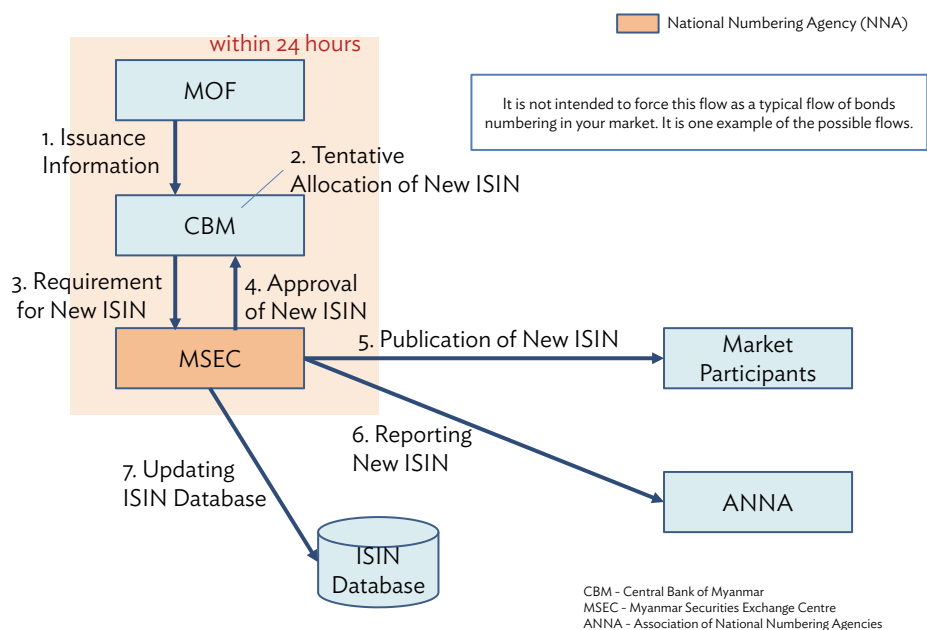 National Numbering Agency (NNA)
within 24 hours
MOF
It is not intended to force this flow as a typical flow of bonds
numbering in your market. It is one example of the possible flows.
1. Issuance
Information
2. Tentative
Allocation of New ISIN
CBM
3. Requirement
for New ISIN
4. Approval
of New ISIN
MSEC
5. Publication of New ISIN
Market
Participants
6. Reporting
New ISIN
7. Updating
ISIN Database
ANNA
ISIN
Database
CBM - Central Bank of Myanmar
MSEC - Myanmar Securities Exchange Centre
ANNA - Association of National Numbering Agencies